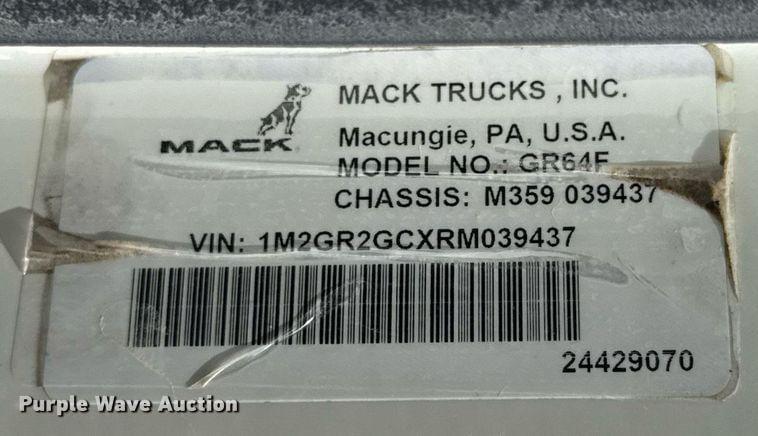 MACK
MACK TRUCKS , INC.
Macungie, PA, U.S.A.
MODEL NO.: GR64F
CHASSIS: M359 039437
VIN: 1M2GR2GCXRM039437
24429070
Purple Wave Auction